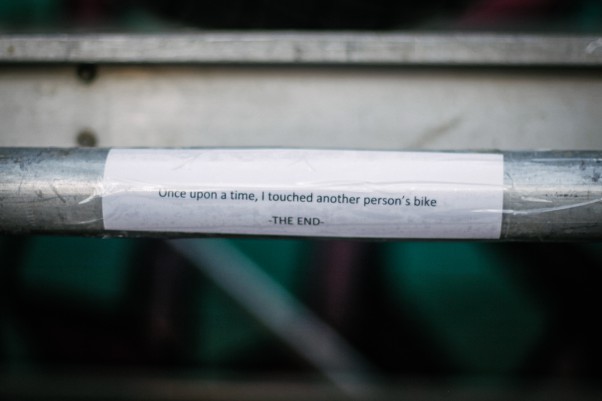 Once upon a time, I touched another person's bike
-THE END-